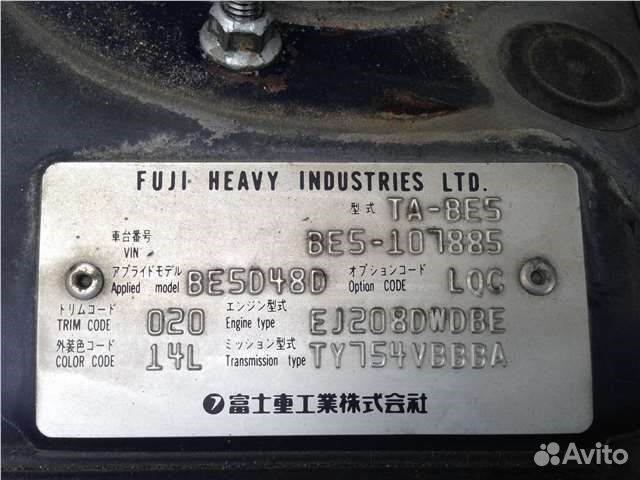 FUJI HEAVY INDUSTRIES LTD.
型式 TA-BE5
車台番号 VIN BE5-107885
アプライドモデル Applied model BE5D48D オプションコード Option CODE LQC
トリムコード TRIM CODE 020 エンジン型式 Engine type EJ208DWDBE
外装色コード COLOR CODE 14L ミッション型式 Transmission type TY754VBBBA
富士重工業株式会社
Avito